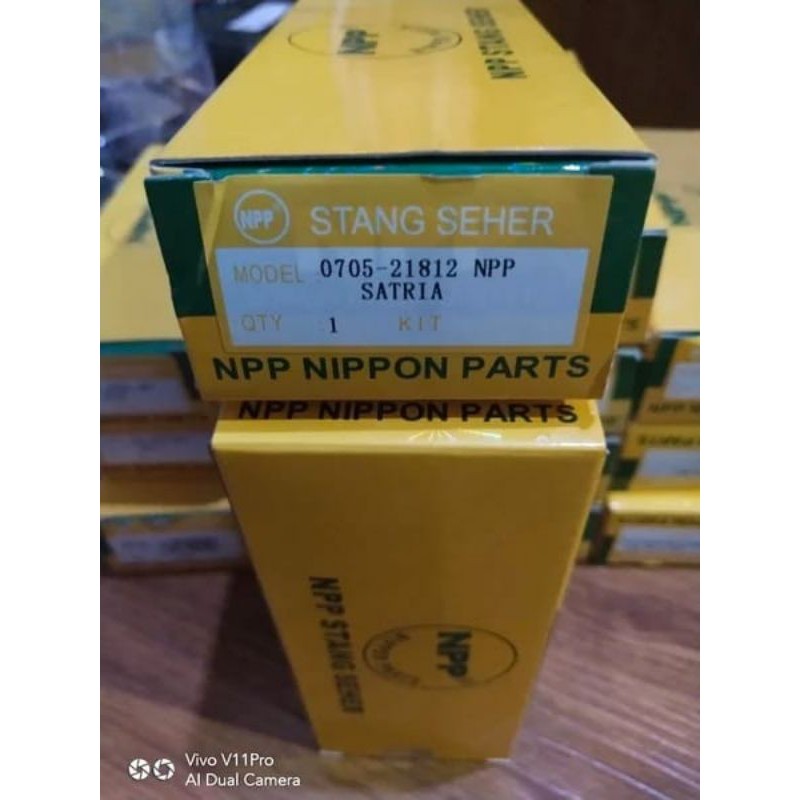 NPP
NPP STANG SEHER
NPP STANG SEHER
MODEL 0705-21812 NPP
SATRIA
QTY 1 KIT
NPP NIPPON PARTS
NPP NIPPON PARTS
NPP STANG SEHER
NPP
Vivo V11Pro
AI Dual Camera